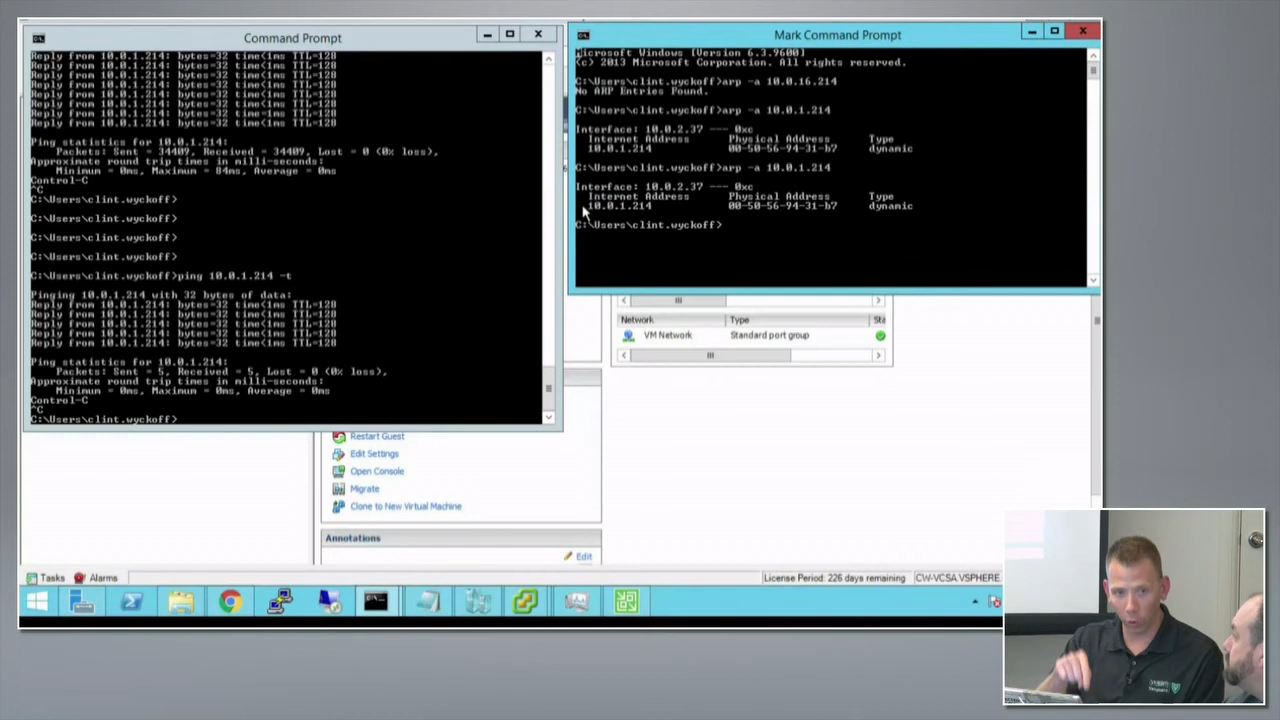 Command Prompt
Reply from 10.0.1.214: bytes=32 time<1ms TTL=128
Reply from 10.0.1.214: bytes=32 time<1ms TTL=128
Reply from 10.0.1.214: bytes=32 time<1ms TTL=128
Reply from 10.0.1.214: bytes=32 time<1ms TTL=128
Reply from 10.0.1.214: bytes=32 time<1ms TTL=128
Reply from 10.0.1.214: bytes=32 time=1ms TTL=128
Reply from 10.0.1.214: bytes=32 time<1ms TTL=128
Reply from 10.0.1.214: bytes=32 time<1ms TTL=128
Ping statistics for 10.0.1.214:
Packets: Sent = 34409, Received = 34409, Lost = 0 (0% loss),
Approximate round trip times in milli-seconds:
Minimum = 0ms, Maximum = 84ms, Average = 0ms
Control-C
^C
C:\Users\clint.wyckoff>
C:\Users\clint.wyckoff>
C:\Users\clint.wyckoff>
C:\Users\clint.wyckoff>
C:\Users\clint.wyckoff>ping 10.0.1.214 -t
Pinging 10.0.1.214 with 32 bytes of data:
Reply from 10.0.1.214: bytes=32 time<1ms TTL=128
Reply from 10.0.1.214: bytes=32 time<1ms TTL=128
Reply from 10.0.1.214: bytes=32 time<1ms TTL=128
Reply from 10.0.1.214: bytes=32 time<1ms TTL=128
Reply from 10.0.1.214: bytes=32 time<1ms TTL=128
Ping statistics for 10.0.1.214:
Packets: Sent = 5, Received = 5, Lost = 0 (0% loss),
Approximate round trip times in milli-seconds:
Minimum = 0ms, Maximum = 0ms, Average = 0ms
Control-C
^C
C:\Users\clint.wyckoff>
Mark Command Prompt
Microsoft Windows [Version 6.3.9600]
(c) 2013 Microsoft Corporation. All rights reserved.
C:\Users\clint.wyckoff>arp -a 10.0.16.214
No ARP Entries Found.
C:\Users\clint.wyckoff>arp -a 10.0.1.214
Interface: 10.0.2.37 --- 0xc
Internet Address Physical Address Type
10.0.1.214 00-50-56-94-31-b7 dynamic
C:\Users\clint.wyckoff>arp -a 10.0.1.214
Interface: 10.0.2.37 --- 0xc
Internet Address Physical Address Type
10.0.1.214 00-50-56-94-31-b7 dynamic
C:\Users\clint.wyckoff>
Network Type Sta
VM Network Standard port group
Restart Guest
Edit Settings
Open Console
Migrate
Clone to New Virtual Machine
Annotations
Edit
Tasks Alarms License Period: 226 days remaining CW-VCSA.VSPHERE.